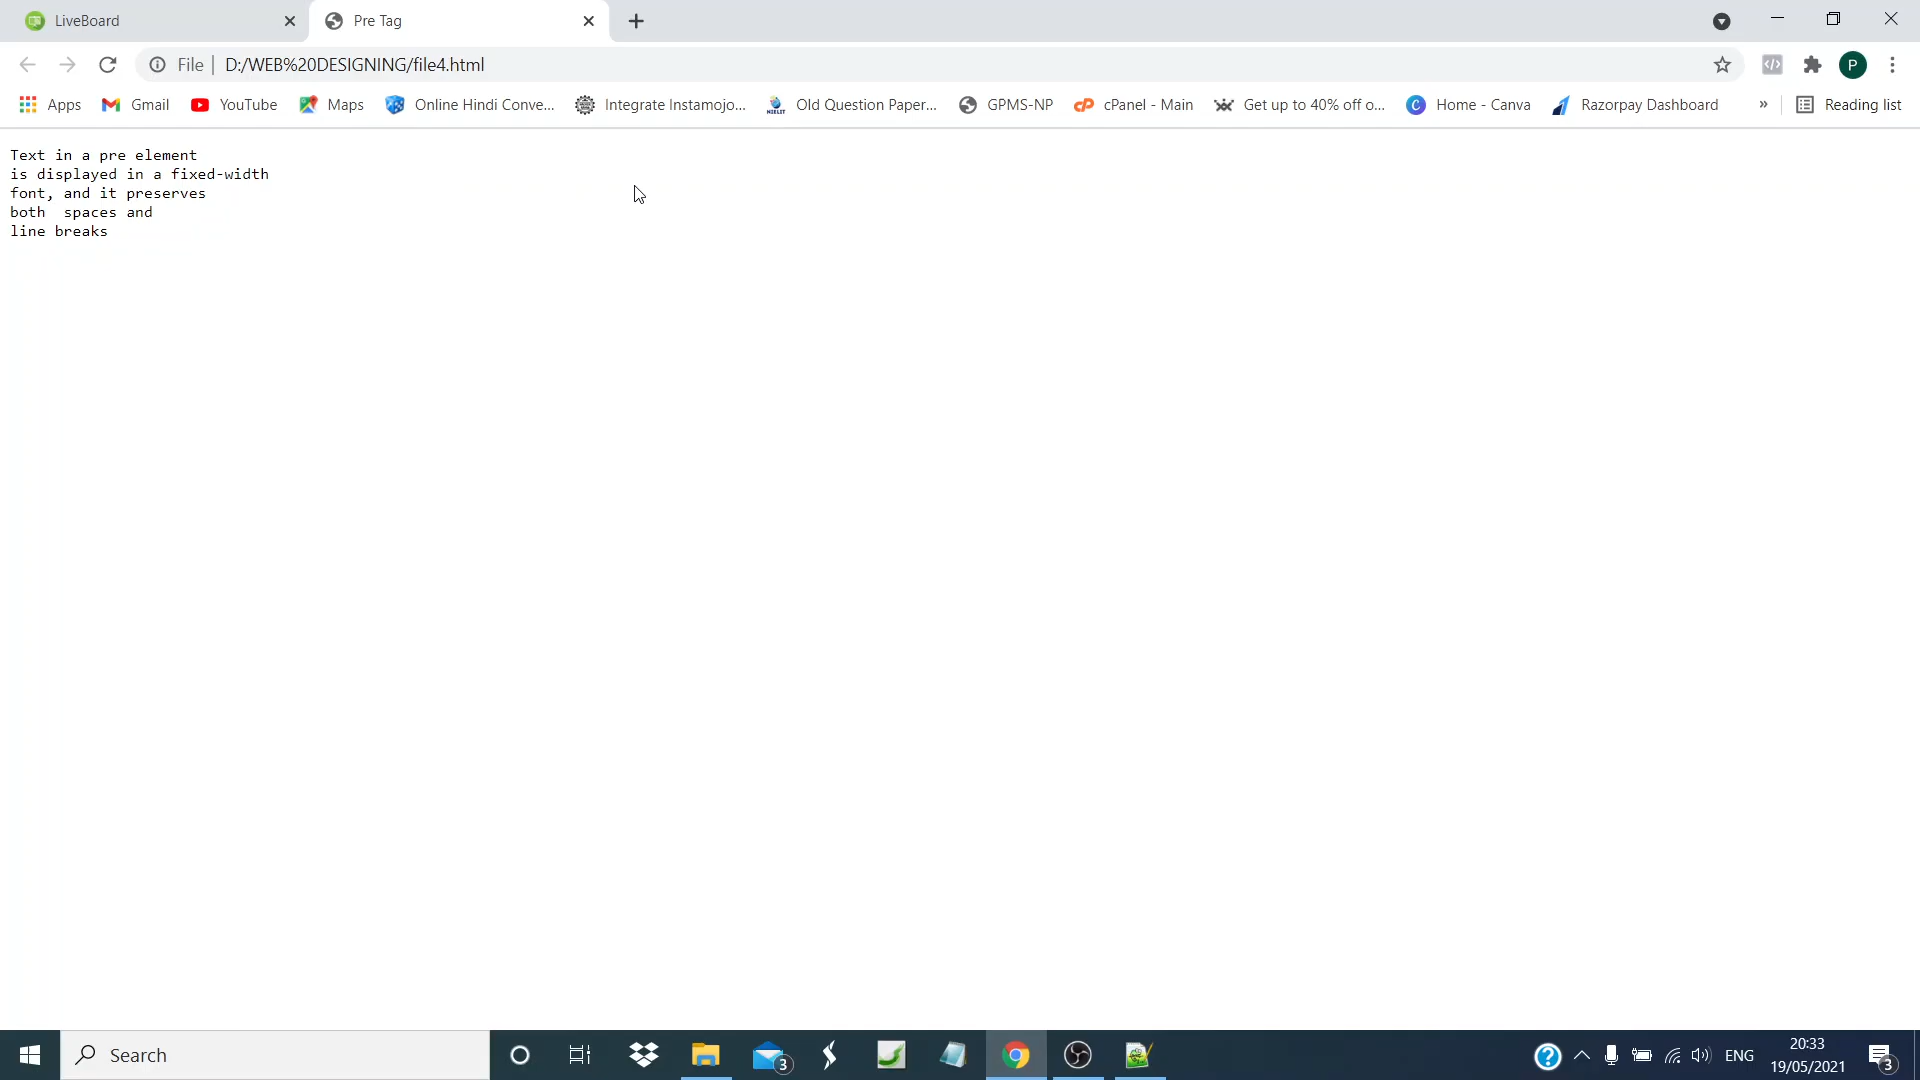 LiveBoard
Pre Tag
File | D:/WEB%20DESIGNING/file4.html
P
Apps Gmail YouTube Maps Online Hindi Conve... Integrate Instamojo... Old Question Paper... GPMS-NP cPanel - Main Get up to 40% off o... Home - Canva Razorpay Dashboard » Reading list
Text in a pre element
is displayed in a fixed-width
font, and it preserves
both  spaces and
line breaks
Search
3
ENG
20:33
19/05/2021
3